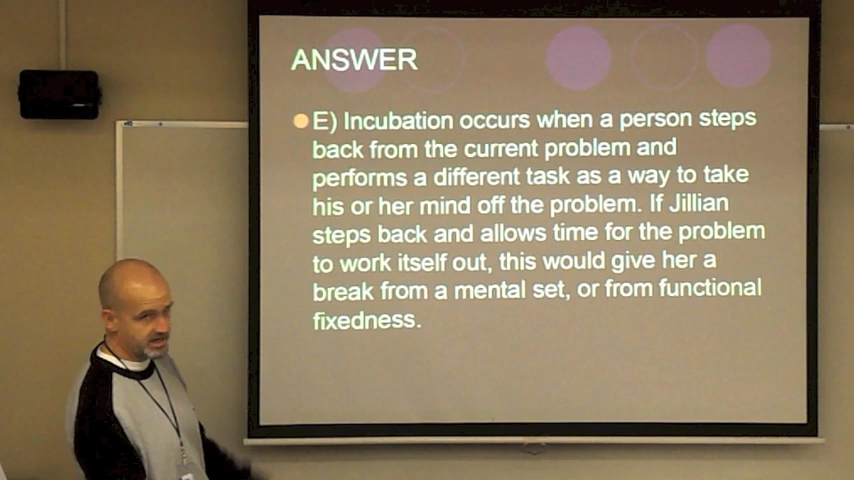 ANSWER
E) Incubation occurs when a person steps
back from the current problem and
performs a different task as a way to take
his or her mind off the problem. If Jillian
steps back and allows time for the problem
to work itself out, this would give her a
break from a mental set, or from functional
fixedness.